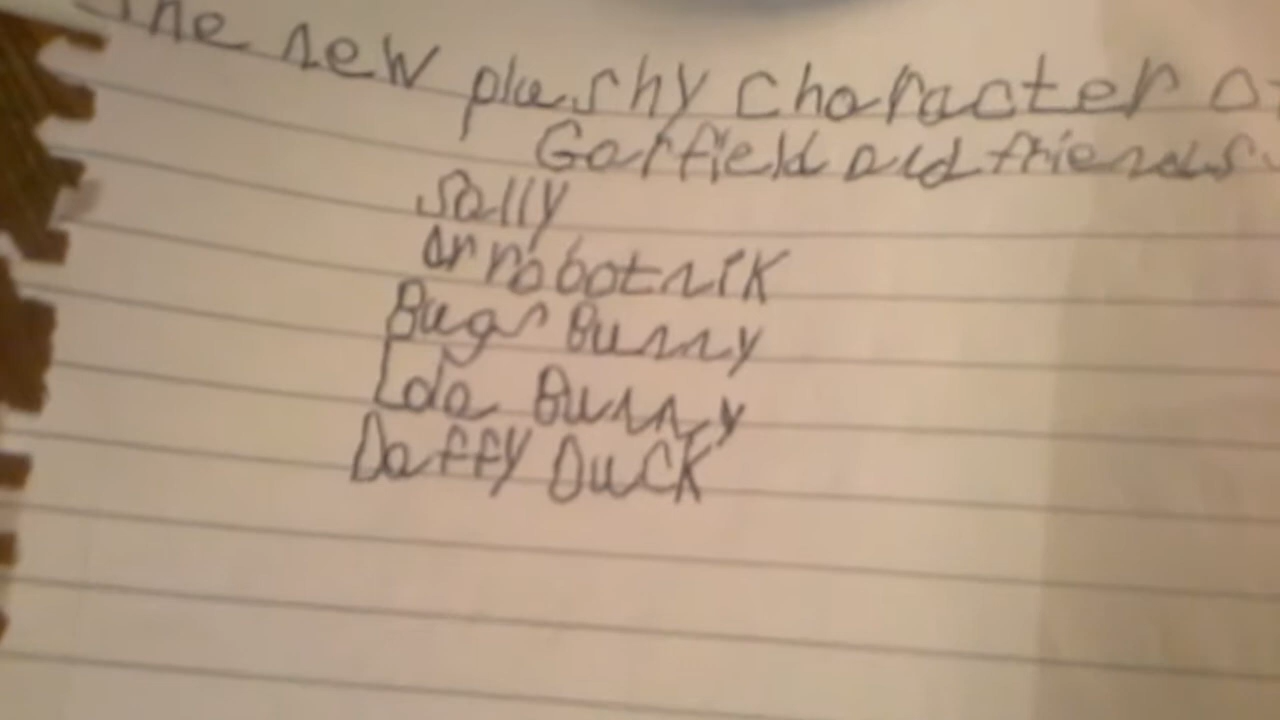 The new plushy character of
Garfield and friends.
Sally
dr robotnik
Bugs Bunny
Lola Bunny
Daffy Duck